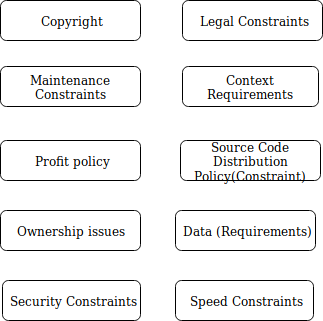 Copyright
Legal Constraints
Maintenance
Constraints
Context
Requirements
Profit policy
Source Code
Distribution
Policy(Constraint)
Ownership issues
Data (Requirements)
Security Constraints
Speed Constraints